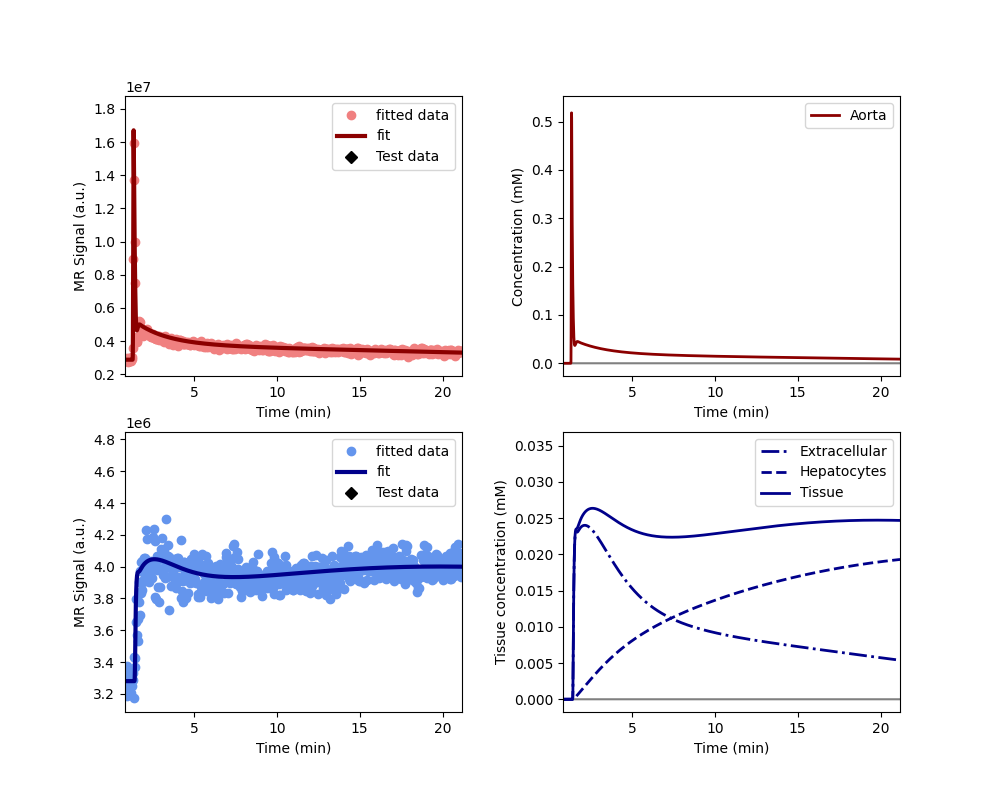 1e7
1.8
1.6
1.4
1.2
1.0
0.8
0.6
0.4
0.2
MR Signal (a.u.)
5 10 15 20
Time (min)
fitted data
fit
Test data
0.5
0.4
0.3
0.2
0.1
0.0
Concentration (mM)
5 10 15 20
Time (min)
Aorta
1e6
4.8
4.6
4.4
4.2
4.0
3.8
3.6
3.4
3.2
MR Signal (a.u.)
5 10 15 20
Time (min)
fitted data
fit
Test data
0.035
0.030
0.025
0.020
0.015
0.010
0.005
0.000
Tissue concentration (mM)
5 10 15 20
Time (min)
Extracellular
Hepatocytes
Tissue